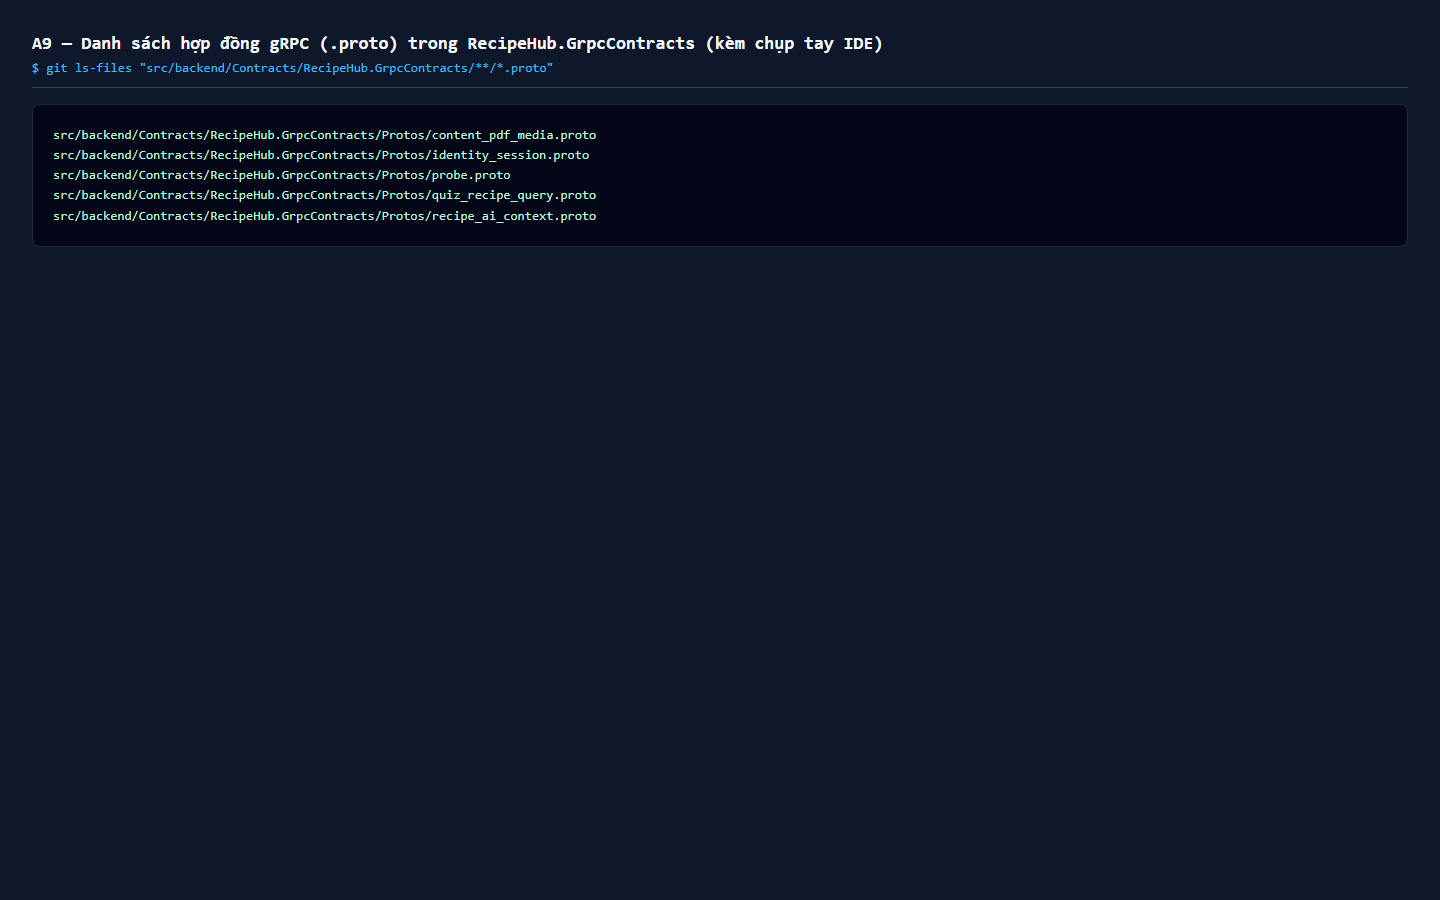 A9 — Danh sách hợp đồng gRPC (.proto) trong RecipeHub.GrpcContracts (kèm chụp tay IDE)
$ git ls-files "src/backend/Contracts/RecipeHub.GrpcContracts/**/*.proto"
src/backend/Contracts/RecipeHub.GrpcContracts/Protos/content_pdf_media.proto
src/backend/Contracts/RecipeHub.GrpcContracts/Protos/identity_session.proto
src/backend/Contracts/RecipeHub.GrpcContracts/Protos/probe.proto
src/backend/Contracts/RecipeHub.GrpcContracts/Protos/quiz_recipe_query.proto
src/backend/Contracts/RecipeHub.GrpcContracts/Protos/recipe_ai_context.proto